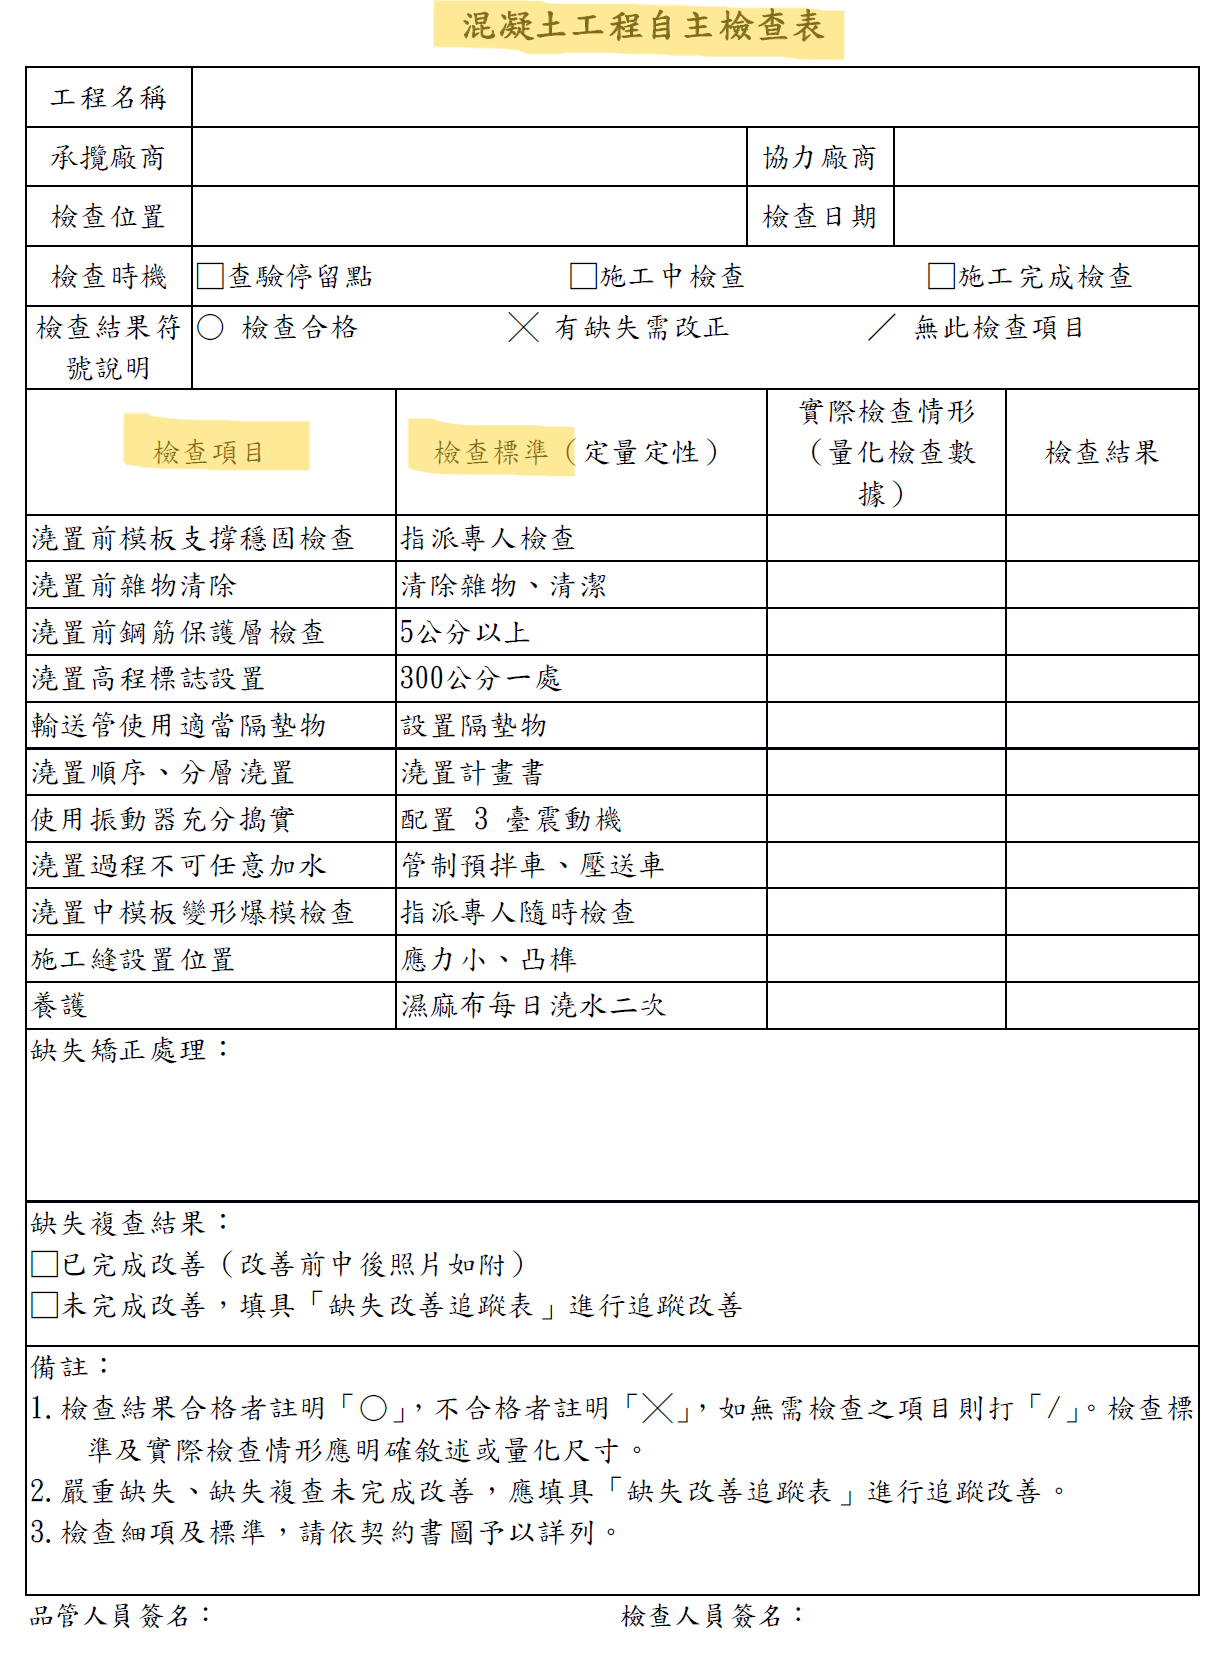 混凝土工程自主檢查表
工程名稱
承攬廠商 協力廠商
檢查位置 檢查日期
檢查時機 □查驗停留點 □施工中檢查 □施工完成檢查
檢查結果符 ○ 檢查合格 ╳ 有缺失需改正 ／ 無此檢查項目
號說明
檢查項目 檢查標準（定量定性） 實際檢查情形 檢查結果
（量化檢查數
據）
澆置前模板支撐穩固檢查 指派專人檢查
澆置前雜物清除 清除雜物、清潔
澆置前鋼筋保護層檢查 5公分以上
澆置高程標誌設置 300公分一處
輸送管使用適當隔墊物 設置隔墊物
澆置順序、分層澆置 澆置計畫書
使用振動器充分搗實 配置 3 臺震動機
澆置過程不可任意加水 管制預拌車、壓送車
澆置中模板變形爆模檢查 指派專人隨時檢查
施工縫設置位置 應力小、凸榫
養護 濕麻布每日澆水二次
缺失矯正處理：
缺失複查結果：
□已完成改善（改善前中後照片如附）
□未完成改善，填具「缺失改善追蹤表」進行追蹤改善
備註：
1.檢查結果合格者註明「○」，不合格者註明「╳」，如無需檢查之項目則打「/」。檢查標
準及實際檢查情形應明確敘述或量化尺寸。
2.嚴重缺失、缺失複查未完成改善，應填具「缺失改善追蹤表」進行追蹤改善。
3.檢查細項及標準，請依契約書圖予以詳列。
品管人員簽名： 檢查人員簽名：